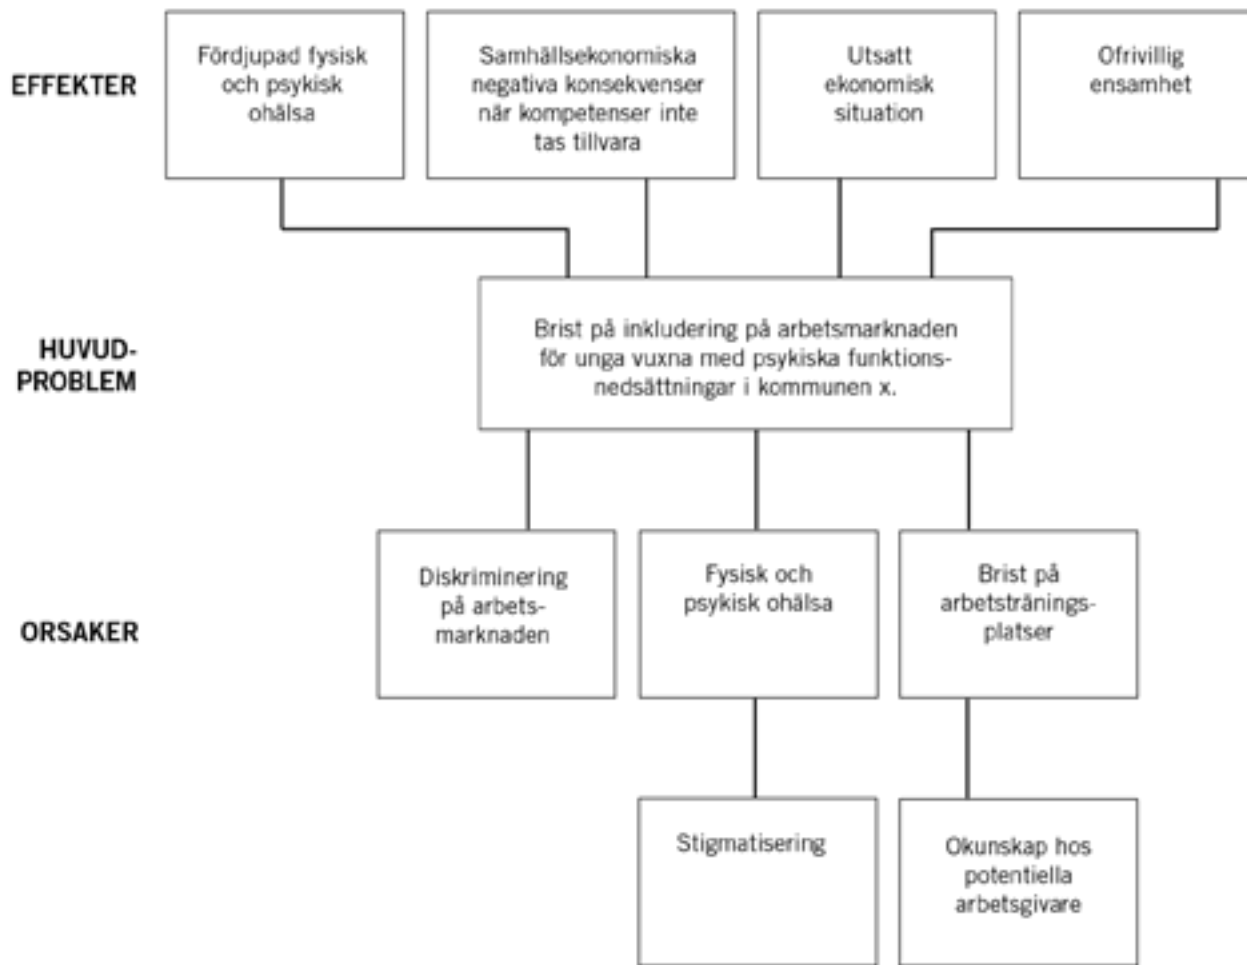 EFFEKTER
Fördjupad fysisk
och psykisk
ohälsa
Samhällsekonomiska
negativa konsekvenser
när kompetenser inte
tas tillvara
Utsatt
ekonomisk
situation
Ofrivillig
ensamhet
HUVUD-
PROBLEM
Brist på inkludering på arbetsmarknaden
för unga vuxna med psykiska funktions-
nedsättningar i kommunen x.
ORSAKER
Diskriminering
på arbets-
marknaden
Fysisk och
psykisk ohälsa
Brist på
arbetstränings-
platser
Stigmatisering
Okunskap hos
potentiella
arbetsgivare